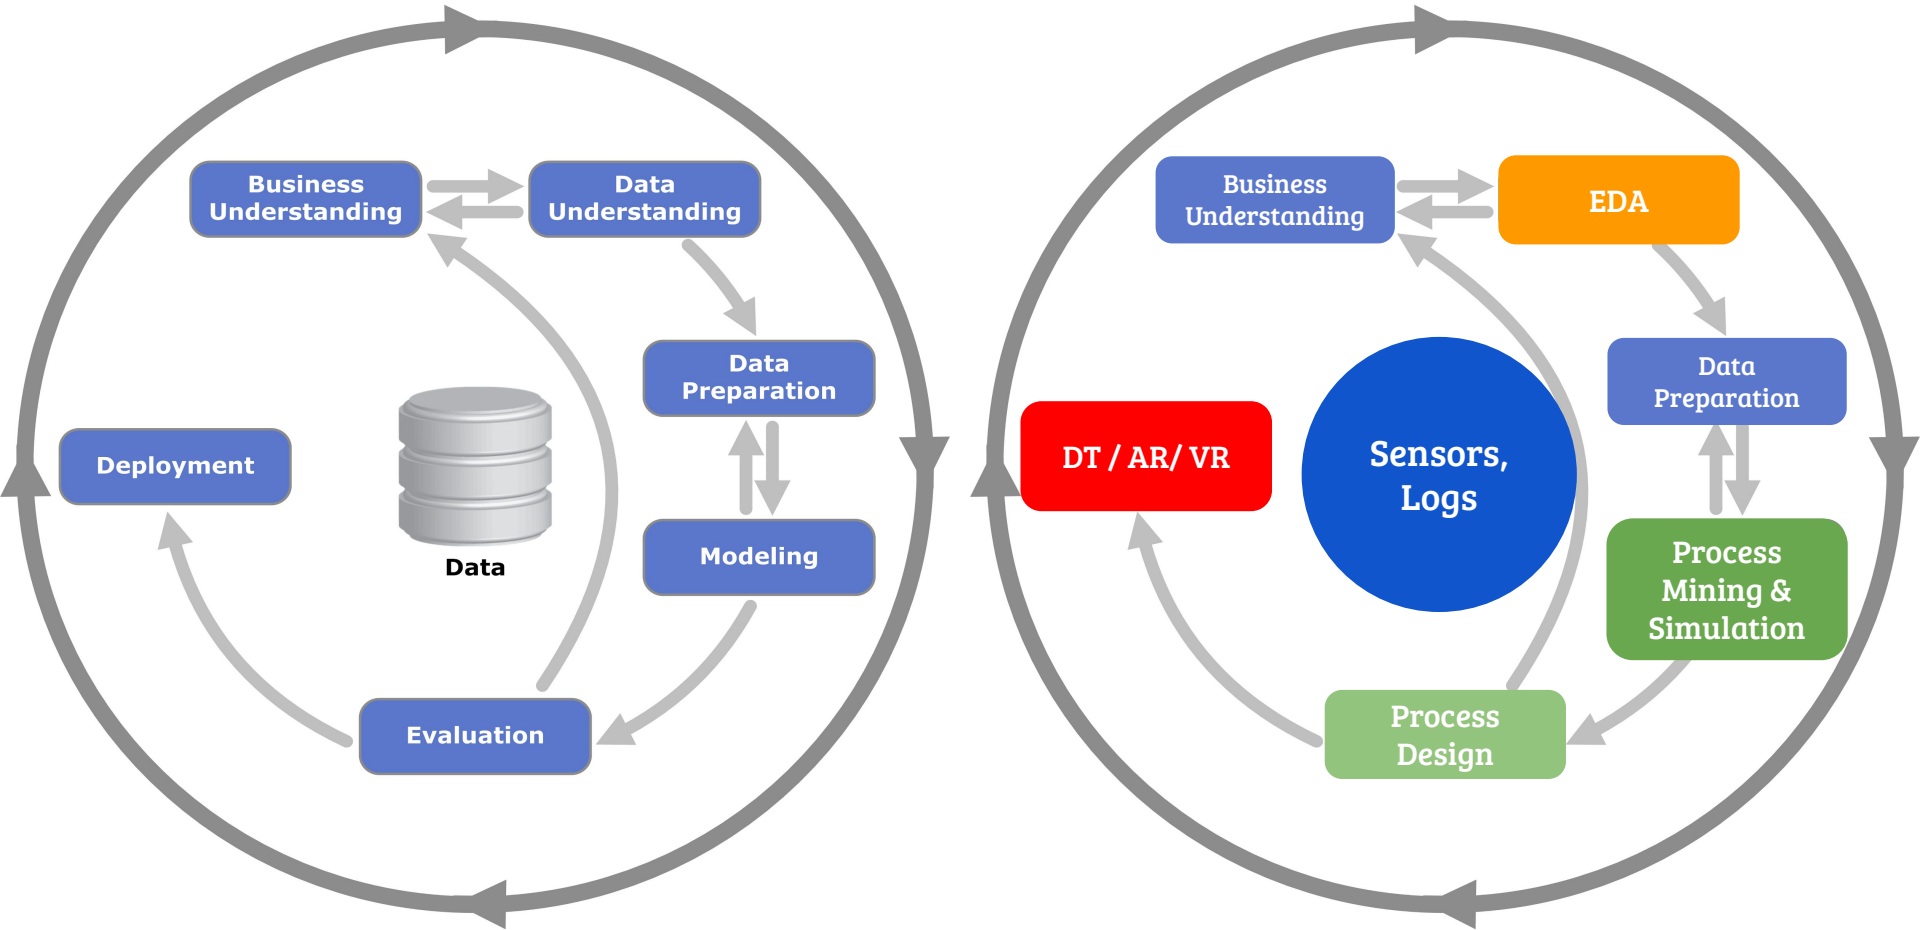 Business
Understanding
Data
Understanding
Data
Preparation
Modeling
Evaluation
Deployment
Data
Business
Understanding
EDA
Data
Preparation
Process
Mining &
Simulation
Process
Design
DT / AR/ VR
Sensors,
Logs